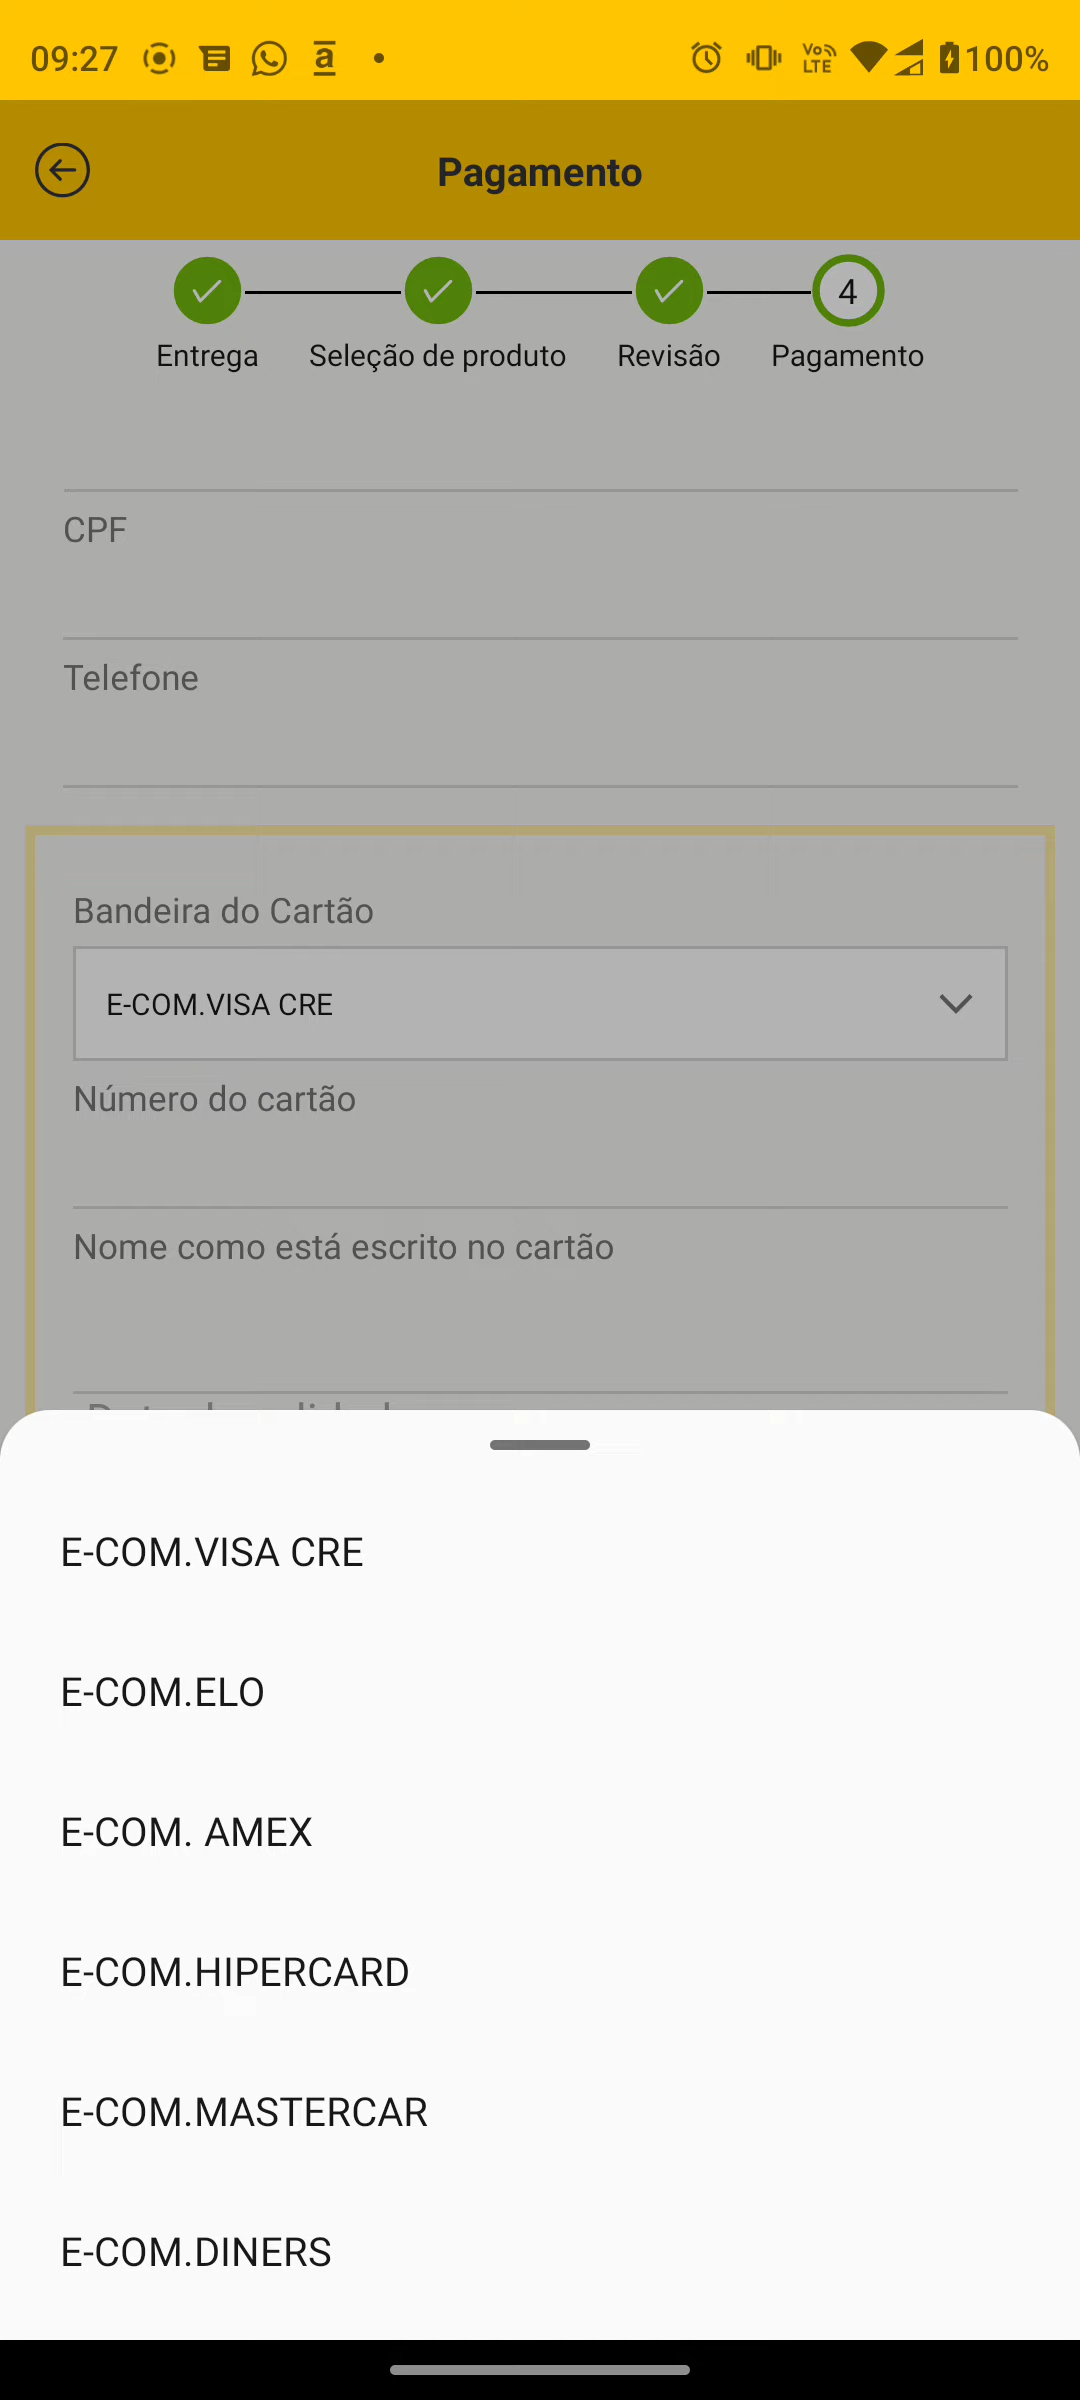 09:27
100%
Pagamento
4
Entrega Seleção de produto Revisão Pagamento
CPF
Telefone
Bandeira do Cartão
E-COM.VISA CRE
Número do cartão
Nome como está escrito no cartão
E-COM.VISA CRE
E-COM.ELO
E-COM. AMEX
E-COM.HIPERCARD
E-COM.MASTERCAR
E-COM.DINERS